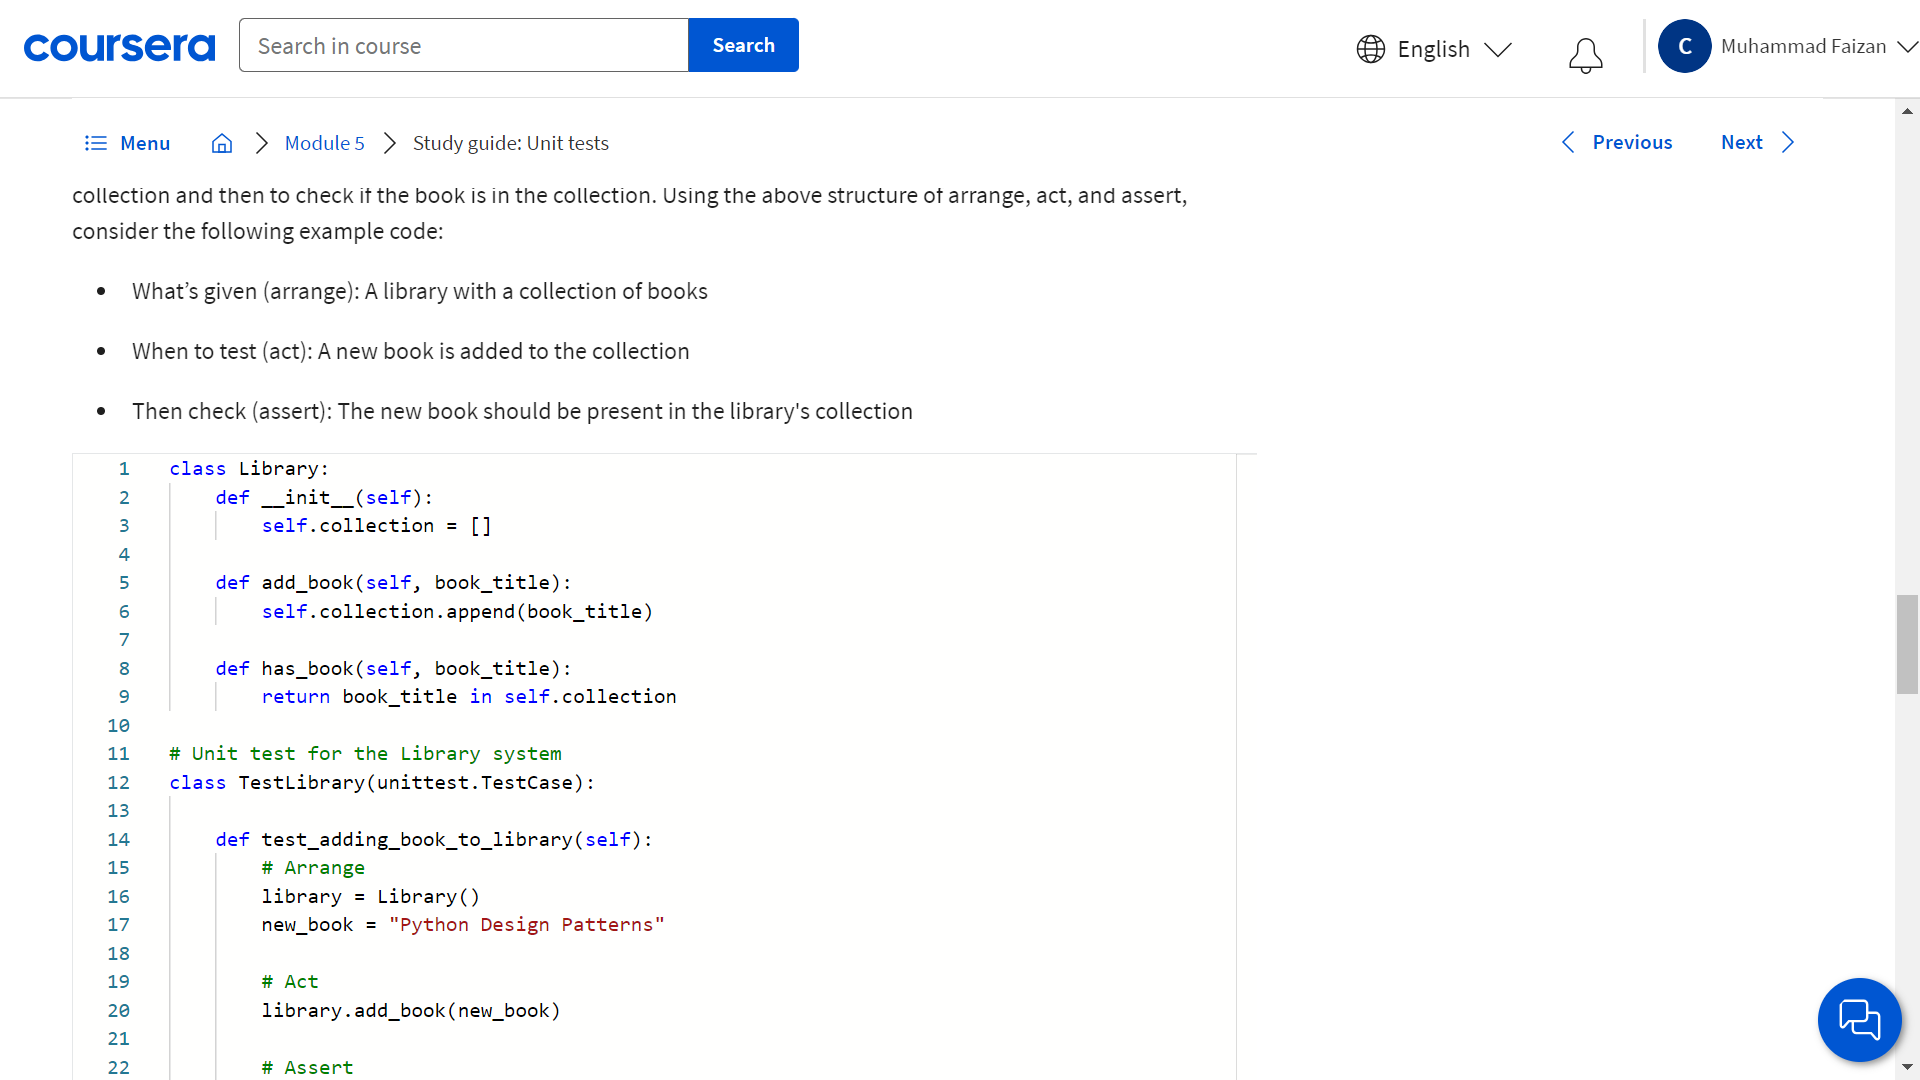 coursera
Search in course
Search
English
C
Muhammad Faizan
Menu
Module 5
Study guide: Unit tests
Previous
Next
collection and then to check if the book is in the collection. Using the above structure of arrange, act, and assert,
consider the following example code:
• What’s given (arrange): A library with a collection of books
• When to test (act): A new book is added to the collection
• Then check (assert): The new book should be present in the library's collection
1 class Library:
2     def __init__(self):
3         self.collection = []
4
5     def add_book(self, book_title):
6         self.collection.append(book_title)
7
8     def has_book(self, book_title):
9         return book_title in self.collection
10
11 # Unit test for the Library system
12 class TestLibrary(unittest.TestCase):
13
14     def test_adding_book_to_library(self):
15         # Arrange
16         library = Library()
17         new_book = "Python Design Patterns"
18
19         # Act
20         library.add_book(new_book)
21
22         # Assert